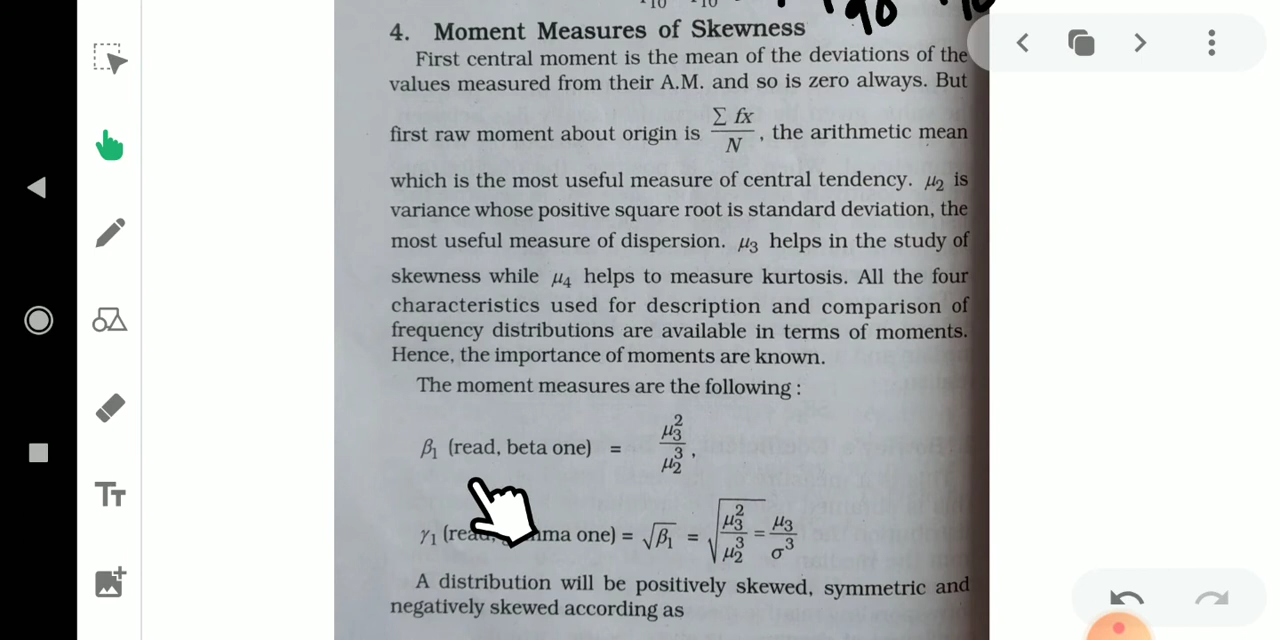 4. Moment Measures of Skewness
First central moment is the mean of the deviations of the
values measured from their A.M. and so is zero always. But
first raw moment about origin is Σ fx / N , the arithmetic mean
which is the most useful measure of central tendency. μ₂ is
variance whose positive square root is standard deviation, the
most useful measure of dispersion. μ₃ helps in the study of
skewness while μ₄ helps to measure kurtosis. All the four
characteristics used for description and comparison of
frequency distributions are available in terms of moments.
Hence, the importance of moments are known.
The moment measures are the following :
β₁ (read, beta one) = μ₃² / μ₂³ ,
γ₁ (read, mma one) = √β₁ = √(μ₃² / μ₂³) = μ₃ / σ³
A distribution will be positively skewed, symmetric and
negatively skewed according as
Tт